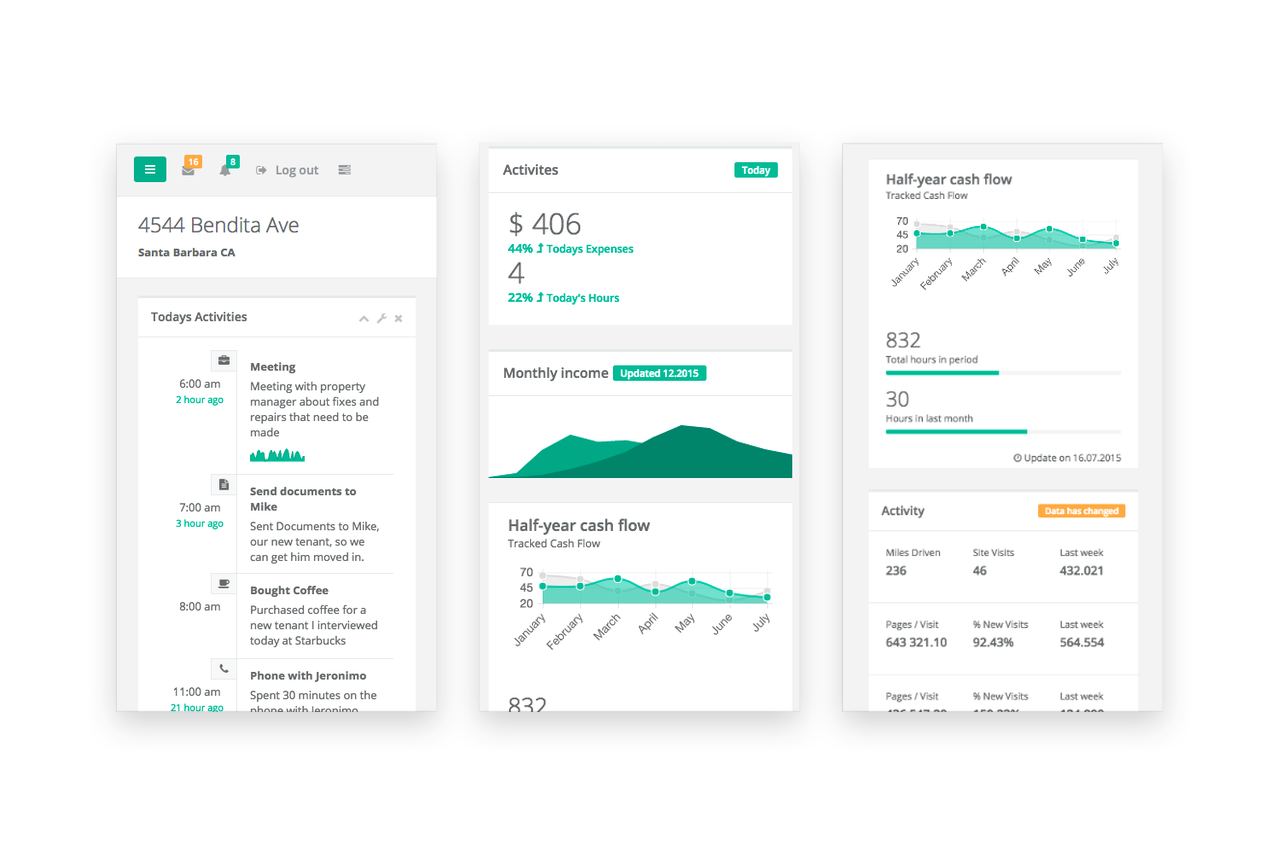 16
8
Log out
4544 Bendita Ave
Santa Barbara CA
Todays Activities
6:00 am
2 hour ago
Meeting
Meeting with property
manager about fixes and
repairs that need to be
made
7:00 am
3 hour ago
Send documents to
Mike
Sent Documents to Mike,
our new tenant, so we
can get him moved in.
8:00 am
Bought Coffee
Purchased coffee for a
new tenant I interviewed
today at Starbucks
11:00 am
21 hour ago
Phone with Jeronimo
Spent 30 minutes on the
phone with Jeronimo
Activites
Today
$ 406
44% Todays Expenses
4
22% Today's Hours
Monthly income Updated 12.2015
Half-year cash flow
Tracked Cash Flow
70
45
20
January February March April May June July
832
Half-year cash flow
Tracked Cash Flow
70
45
20
January February March April May June July
832
Total hours in period
30
Hours in last month
Update on 16.07.2015
Activity
Data has changed
Miles Driven Site Visits Last week
236 46 432.021
Pages / Visit % New Visits Last week
643 321.10 92.43% 564.554
Pages / Visit % New Visits Last week